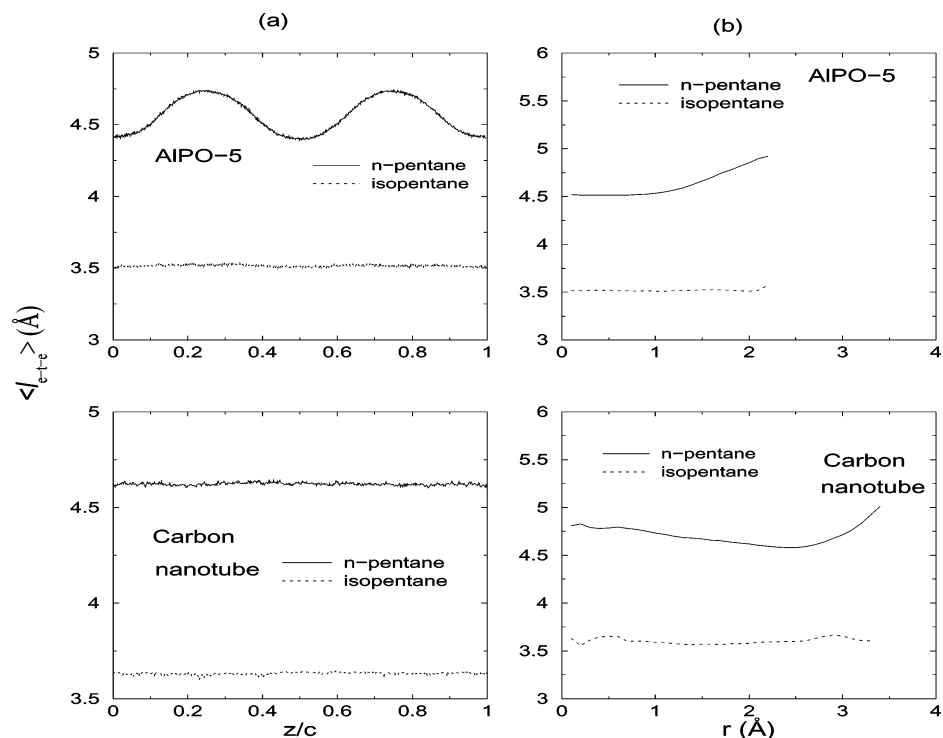 (a)
(b)
5
4.5
4
3.5
3
0
0.2
0.4
0.6
0.8
1
AlPO−5
n−pentane
isopentane
6
5.5
5
4.5
4
3.5
3
0
1
2
3
4
n−pentane
isopentane
AlPO−5
<l e−t−e > (Å)
5
4.5
4
3.5
0
0.2
0.4
0.6
0.8
1
Carbon
nanotube
n−pentane
isopentane
z/c
6
5.5
5
4.5
4
3.5
3
0
1
2
3
4
n−pentane
isopentane
Carbon
nanotube
r (Å)